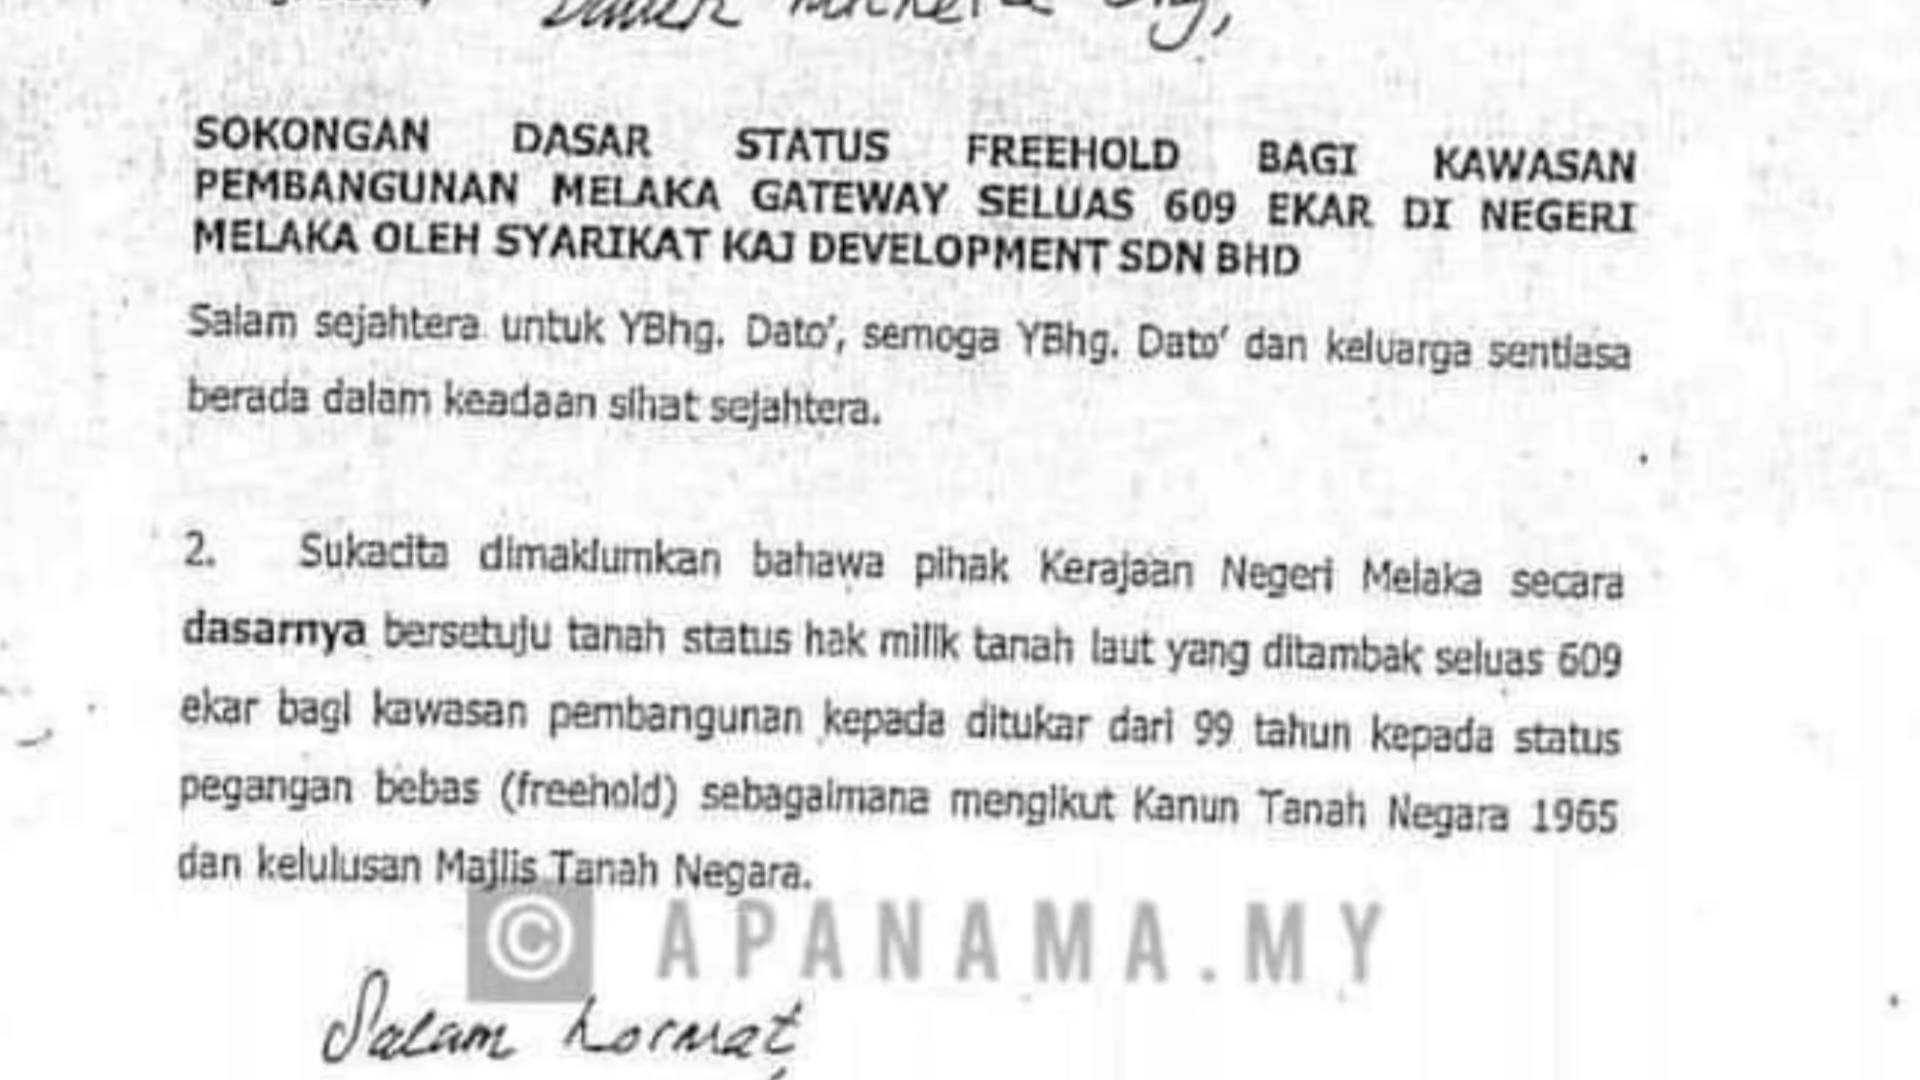 SOKONGAN DASAR STATUS FREEHOLD BAGI KAWASAN
PEMBANGUNAN MELAKA GATEWAY SELUAS 609 EKAR DI NEGERI
MELAKA OLEH SYARIKAT KAJ DEVELOPMENT SDN BHD
Salam sejahtera untuk YBhg. Dato', semoga YBhg. Dato' dan keluarga sentiasa
berada dalam keadaan sihat sejahtera.
2. Sukacita dimaklumkan bahawa pihak Kerajaan Negeri Melaka secara
dasarnya bersetuju tanah status hak milik tanah laut yang ditambak seluas 609
ekar bagi kawasan pembangunan kepada ditukar dari 99 tahun kepada status
pegangan bebas (freehold) sebagaimana mengikut Kanun Tanah Negara 1965
dan kelulusan Majlis Tanah Negara.
© APANAMA.MY
Salam hormat,